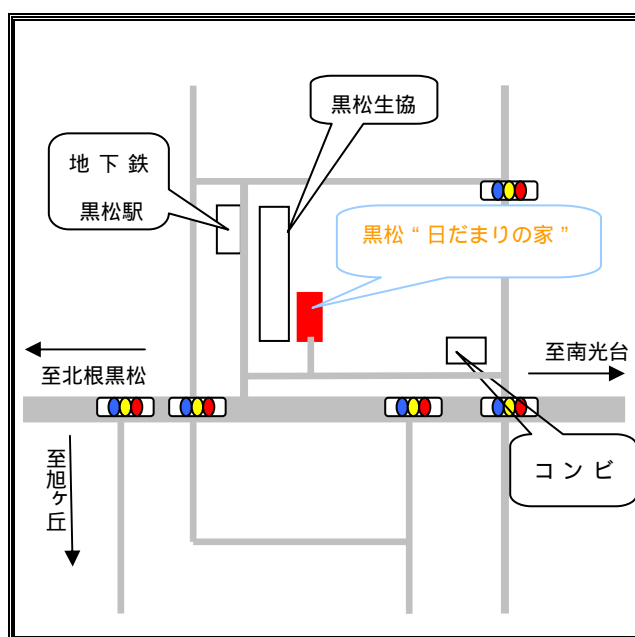 黒松生協
地下鉄
黒松駅
黒松“日だまりの家”
至南光台
至北根黒松
至旭ヶ丘
コンビ